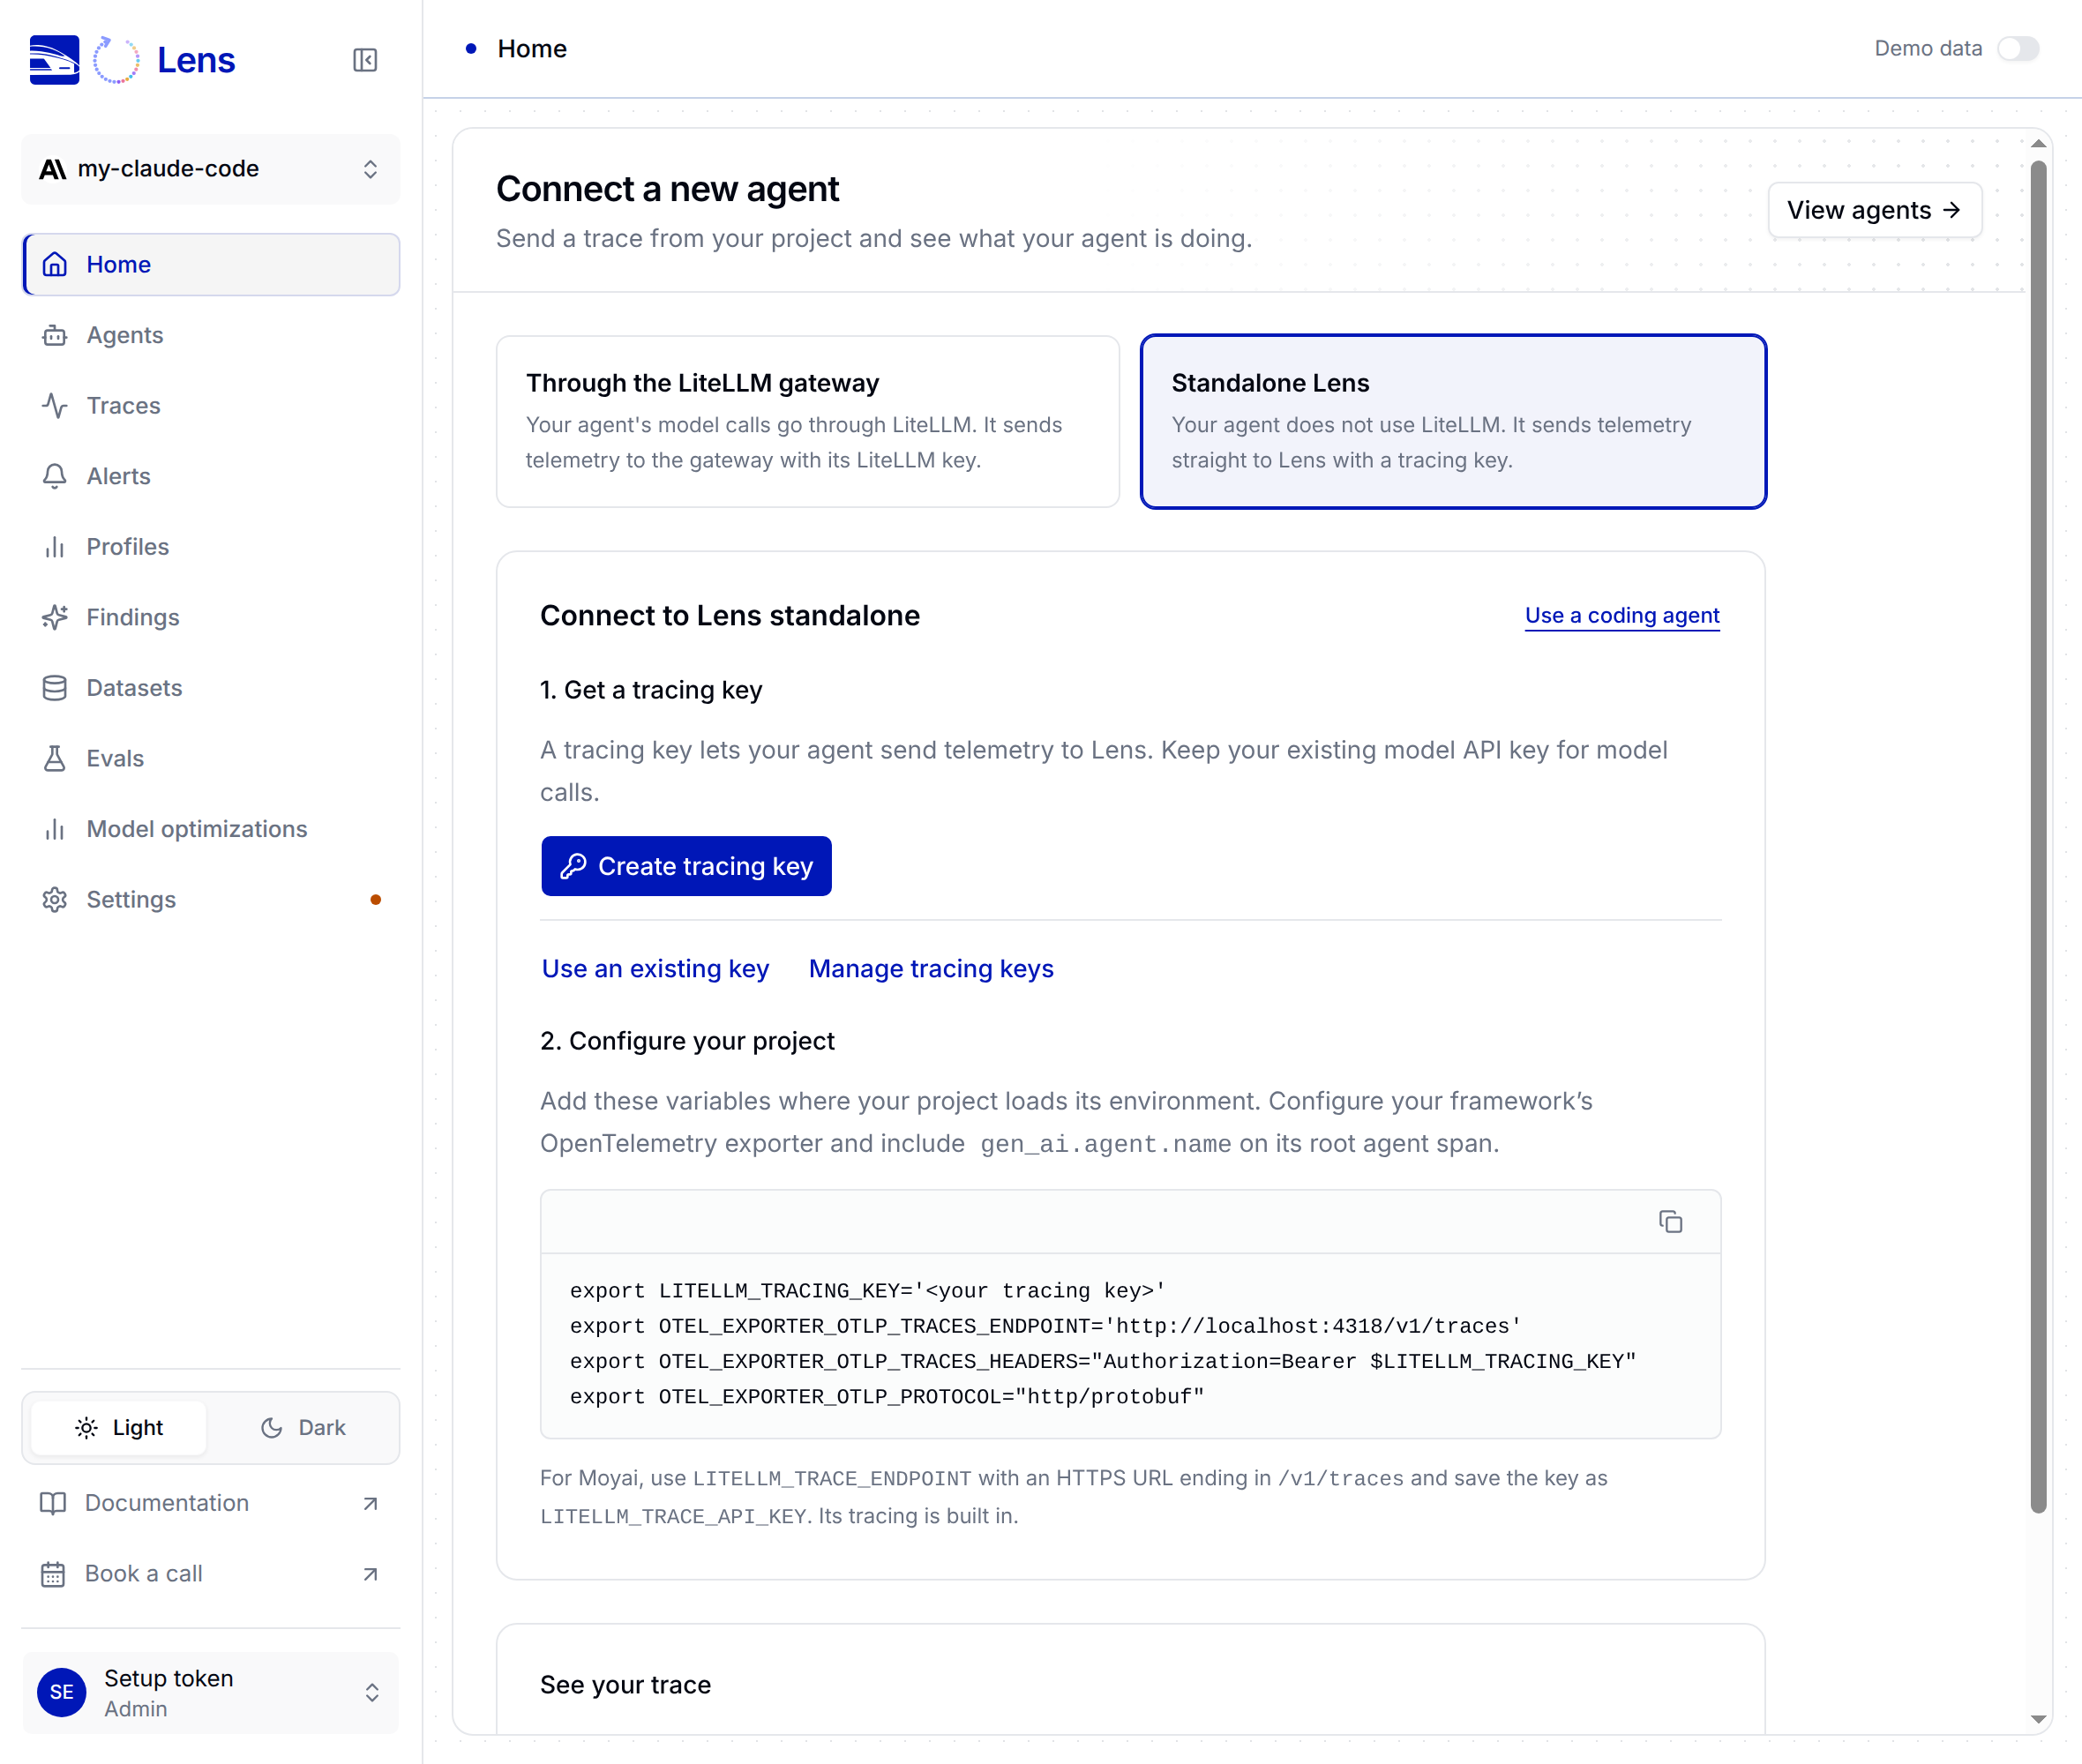 Lens
my-claude-code
Home
Agents
Traces
Alerts
Profiles
Findings
Datasets
Evals
Model optimizations
Settings
Light
Dark
Documentation
Book a call
SE
Setup token
Admin
Home
Demo data
Connect a new agent
Send a trace from your project and see what your agent is doing.
View agents →
Through the LiteLLM gateway
Your agent's model calls go through LiteLLM. It sends
telemetry to the gateway with its LiteLLM key.
Standalone Lens
Your agent does not use LiteLLM. It sends telemetry
straight to Lens with a tracing key.
Connect to Lens standalone
Use a coding agent
1. Get a tracing key
A tracing key lets your agent send telemetry to Lens. Keep your existing model API key for model
calls.
Create tracing key
Use an existing key
Manage tracing keys
2. Configure your project
Add these variables where your project loads its environment. Configure your framework’s
OpenTelemetry exporter and include gen_ai.agent.name on its root agent span.
export LITELLM_TRACING_KEY='<your tracing key>'
export OTEL_EXPORTER_OTLP_TRACES_ENDPOINT='http://localhost:4318/v1/traces'
export OTEL_EXPORTER_OTLP_TRACES_HEADERS="Authorization=Bearer $LITELLM_TRACING_KEY"
export OTEL_EXPORTER_OTLP_PROTOCOL="http/protobuf"
For Moyai, use LITELLM_TRACE_ENDPOINT with an HTTPS URL ending in /v1/traces and save the key as
LITELLM_TRACE_API_KEY. Its tracing is built in.
See your trace